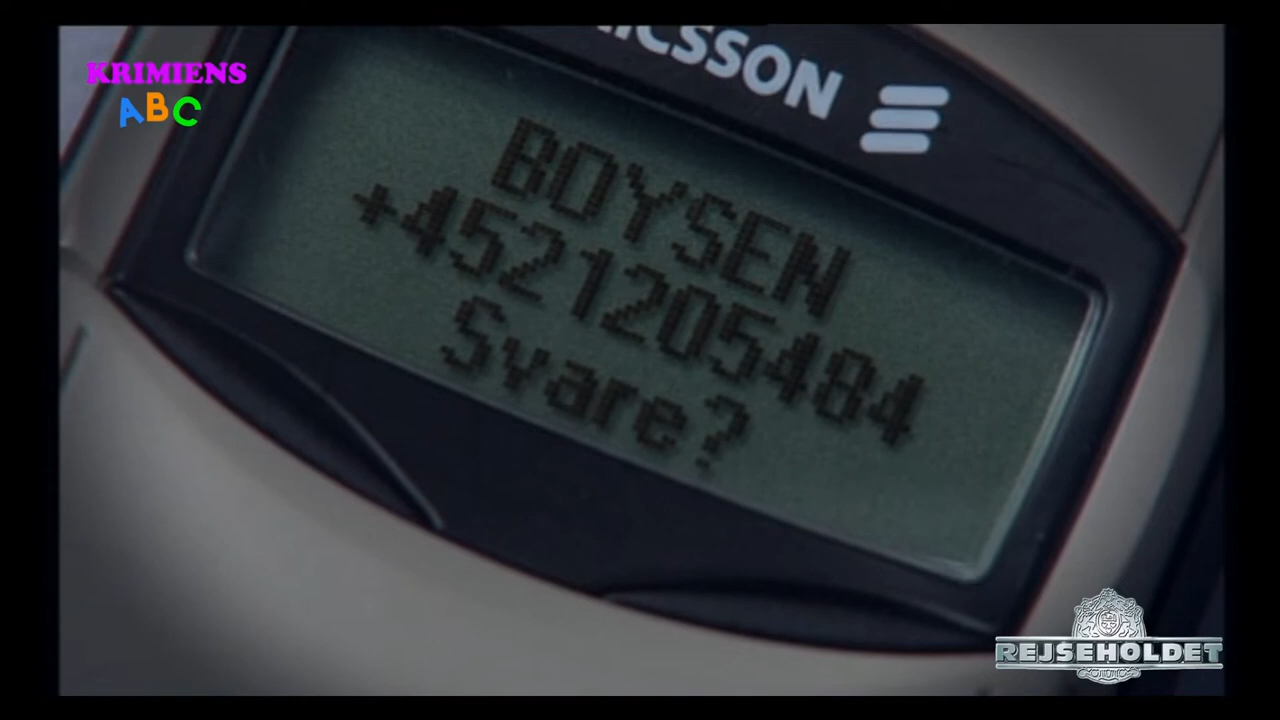 KRIMIENS
ABC
ICSSON
BOYSEN
+4521205484
Svare?
REJSEHOLDET